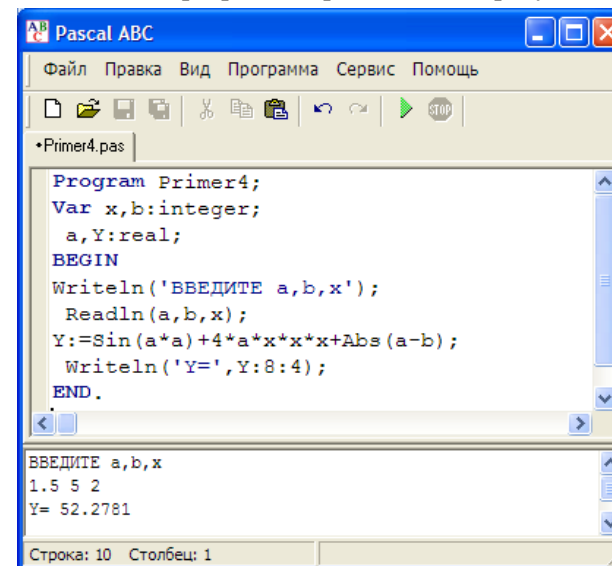 Pascal ABC
Файл Правка Вид Программа Сервис Помощь
STOP
•Primer4.pas
Program Primer4;
Var x,b:integer;
a,Y:real;
BEGIN
Writeln('ВВЕДИТЕ a,b,x');
Readln(a,b,x);
Y:=Sin(a*a)+4*a*x*x*x+Abs(a-b);
Writeln('Y=',Y:8:4);
END.
ВВЕДИТЕ a,b,x
1.5 5 2
Y= 52.2781
Строка: 10 Столбец: 1